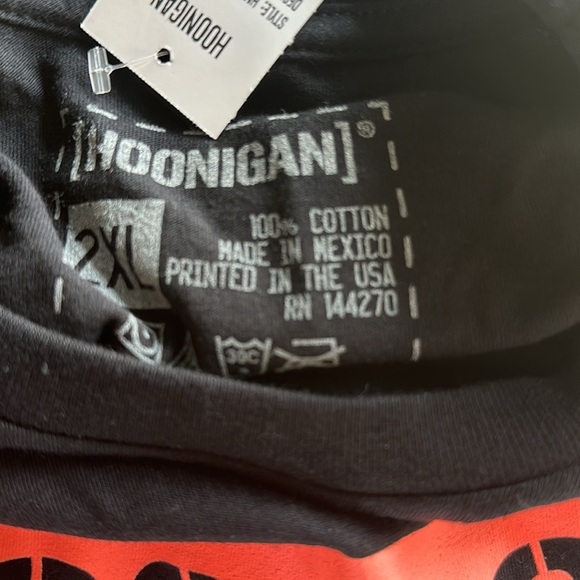 HOONIGAN
[HOONIGAN]®
2XL
100% COTTON
MADE IN MEXICO
PRINTED IN THE USA
RN 144270
30C